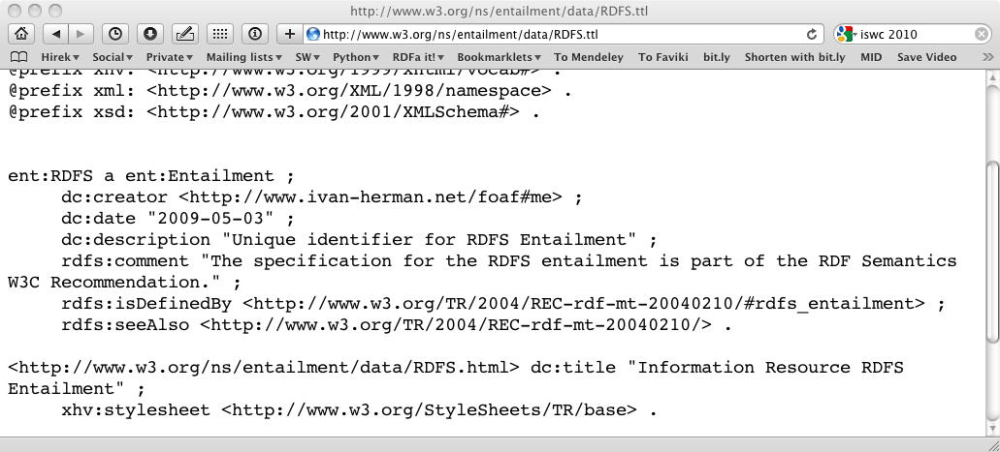 http://www.w3.org/ns/entailment/data/RDFS.ttl
http://www.w3.org/ns/entailment/data/RDFS.ttl iswc 2010
Hirek Social Private Mailing lists SW Python RDFa it! Bookmarklets To Mendeley To Faviki bit.ly Shorten with bit.ly MID Save Video >>
@prefix xhv: <http://www.w3.org/1999/xhtml/vocab#> .
@prefix xml: <http://www.w3.org/XML/1998/namespace> .
@prefix xsd: <http://www.w3.org/2001/XMLSchema#> .
ent:RDFS a ent:Entailment ;
dc:creator <http://www.ivan-herman.net/foaf#me> ;
dc:date "2009-05-03" ;
dc:description "Unique identifier for RDFS Entailment" ;
rdfs:comment "The specification for the RDFS entailment is part of the RDF Semantics
W3C Recommendation." ;
rdfs:isDefinedBy <http://www.w3.org/TR/2004/REC-rdf-mt-20040210/#rdfs_entailment> ;
rdfs:seeAlso <http://www.w3.org/TR/2004/REC-rdf-mt-20040210/> .
<http://www.w3.org/ns/entailment/data/RDFS.html> dc:title "Information Resource RDFS
Entailment" ;
xhv:stylesheet <http://www.w3.org/StyleSheets/TR/base> .